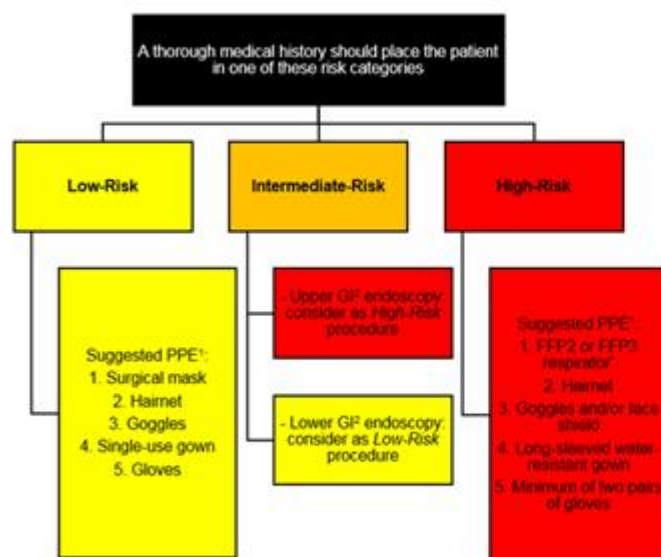 A thorough medical history should place the patient
in one of these risk categories
Low-Risk
Intermediate-Risk
High-Risk
Suggested PPE¹:
1. Surgical mask
2. Hairnet
3. Goggles
4. Single-use gown
5. Gloves
- Upper GI² endoscopy:
consider as High-Risk
procedure
- Lower GI² endoscopy:
consider as Low-Risk
procedure
Suggested PPE¹:
1. FFP2 or FFP3
respirator*
2. Hairnet
3. Goggles and/or face
shield
4. Long-sleeved water-
resistant gown
5. Minimum of two pairs
of gloves